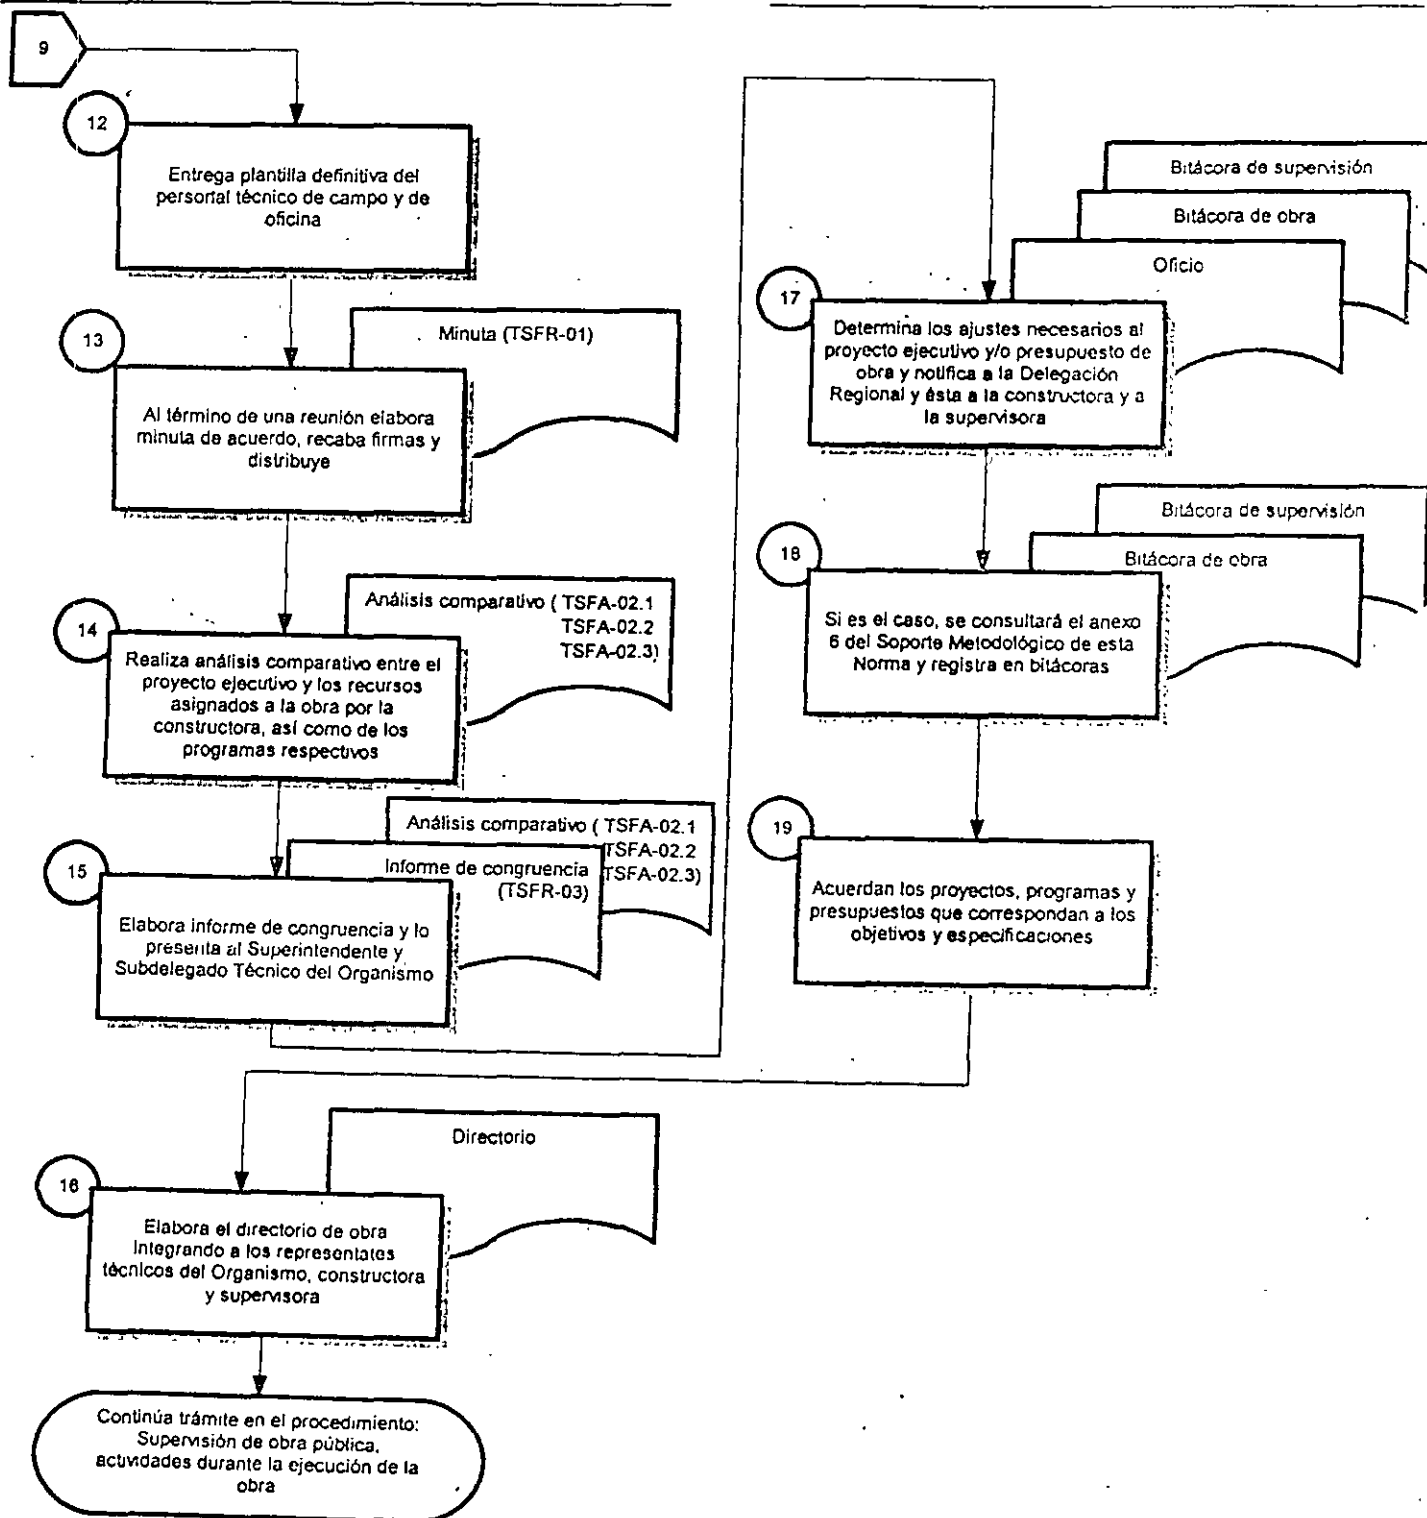 9
12
Entrega plantilla definitiva del
personal técnico de campo y de
oficina
13
Minuta (TSFR-01)
Al término de una reunión elabora
minuta de acuerdo, recaba firmas y
distribuye
14
Análisis comparativo ( TSFA-02.1
TSFA-02.2
TSFA-02.3)
Realiza análisis comparativo entre el
proyecto ejecutivo y los recursos
asignados a la obra por la
constructora, así como de los
programas respectivos
15
Análisis comparativo ( TSFA-02.1
TSFA-02.2
TSFA-02.3)
Informe de congruencia
(TSFR-03)
Elabora informe de congruencia y lo
presenta al Superintendente y
Subdelegado Técnico del Organismo
17
Bitácora de supervisión
Bitácora de obra
Oficio
Determina los ajustes necesarios al
proyecto ejecutivo y/o presupuesto de
obra y notifica a la Delegación
Regional y ésta a la constructora y a
la supervisora
18
Bitácora de supervisión
Bitácora de obra
Si es el caso, se consultará el anexo
6 del Soporte Metodológico de esta
Norma y registra en bitácoras
19
Acuerdan los proyectos, programas y
presupuestos que correspondan a los
objetivos y especificaciones
16
Directorio
Elabora el directorio de obra
Integrando a los representates
técnicos del Organismo, constructora
y supervisora
Continúa trámite en el procedimiento:
Supervisión de obra pública,
actividades durante la ejecución de la
obra